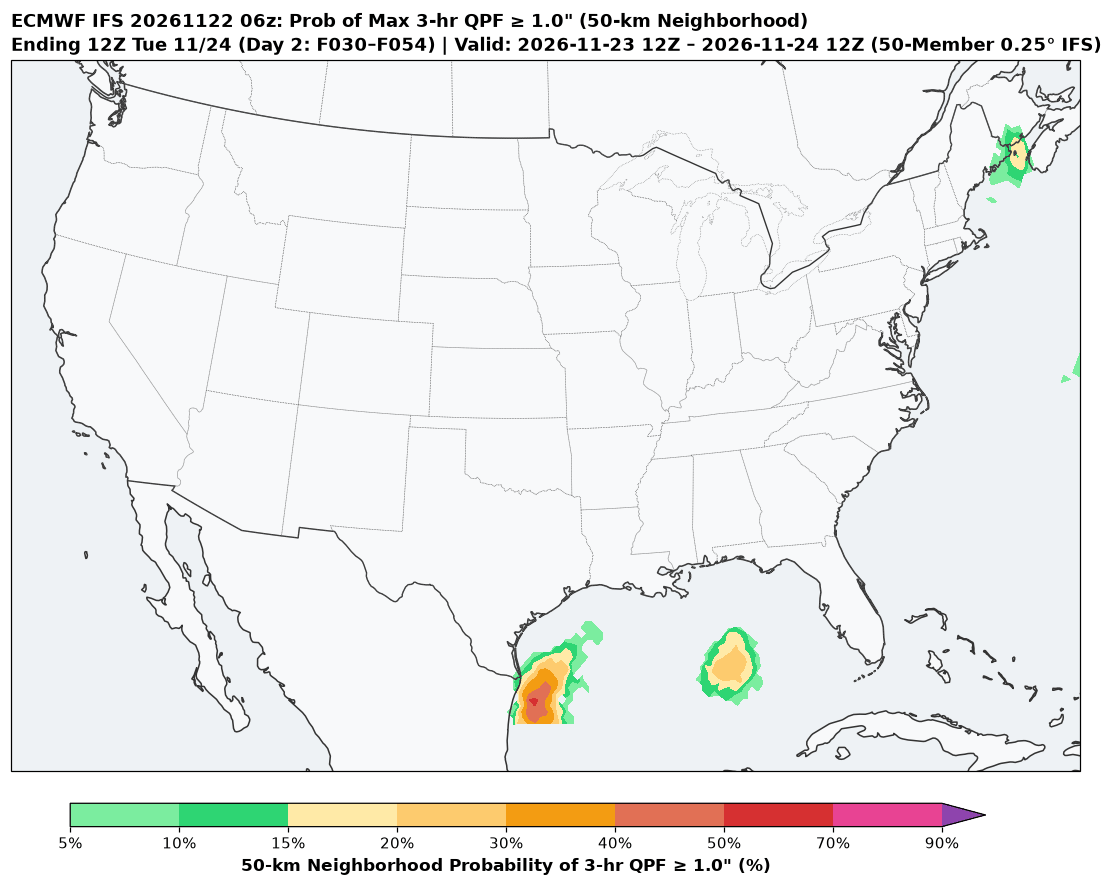 ECMWF IFS 20261122 06z: Prob of Max 3-hr QPF ≥ 1.0" (50-km Neighborhood)
Ending 12Z Tue 11/24 (Day 2: F030–F054) | Valid: 2026-11-23 12Z – 2026-11-24 12Z (50-Member 0.25° IFS)
5% 10% 15% 20% 30% 40% 50% 70% 90%
50-km Neighborhood Probability of 3-hr QPF ≥ 1.0" (%)